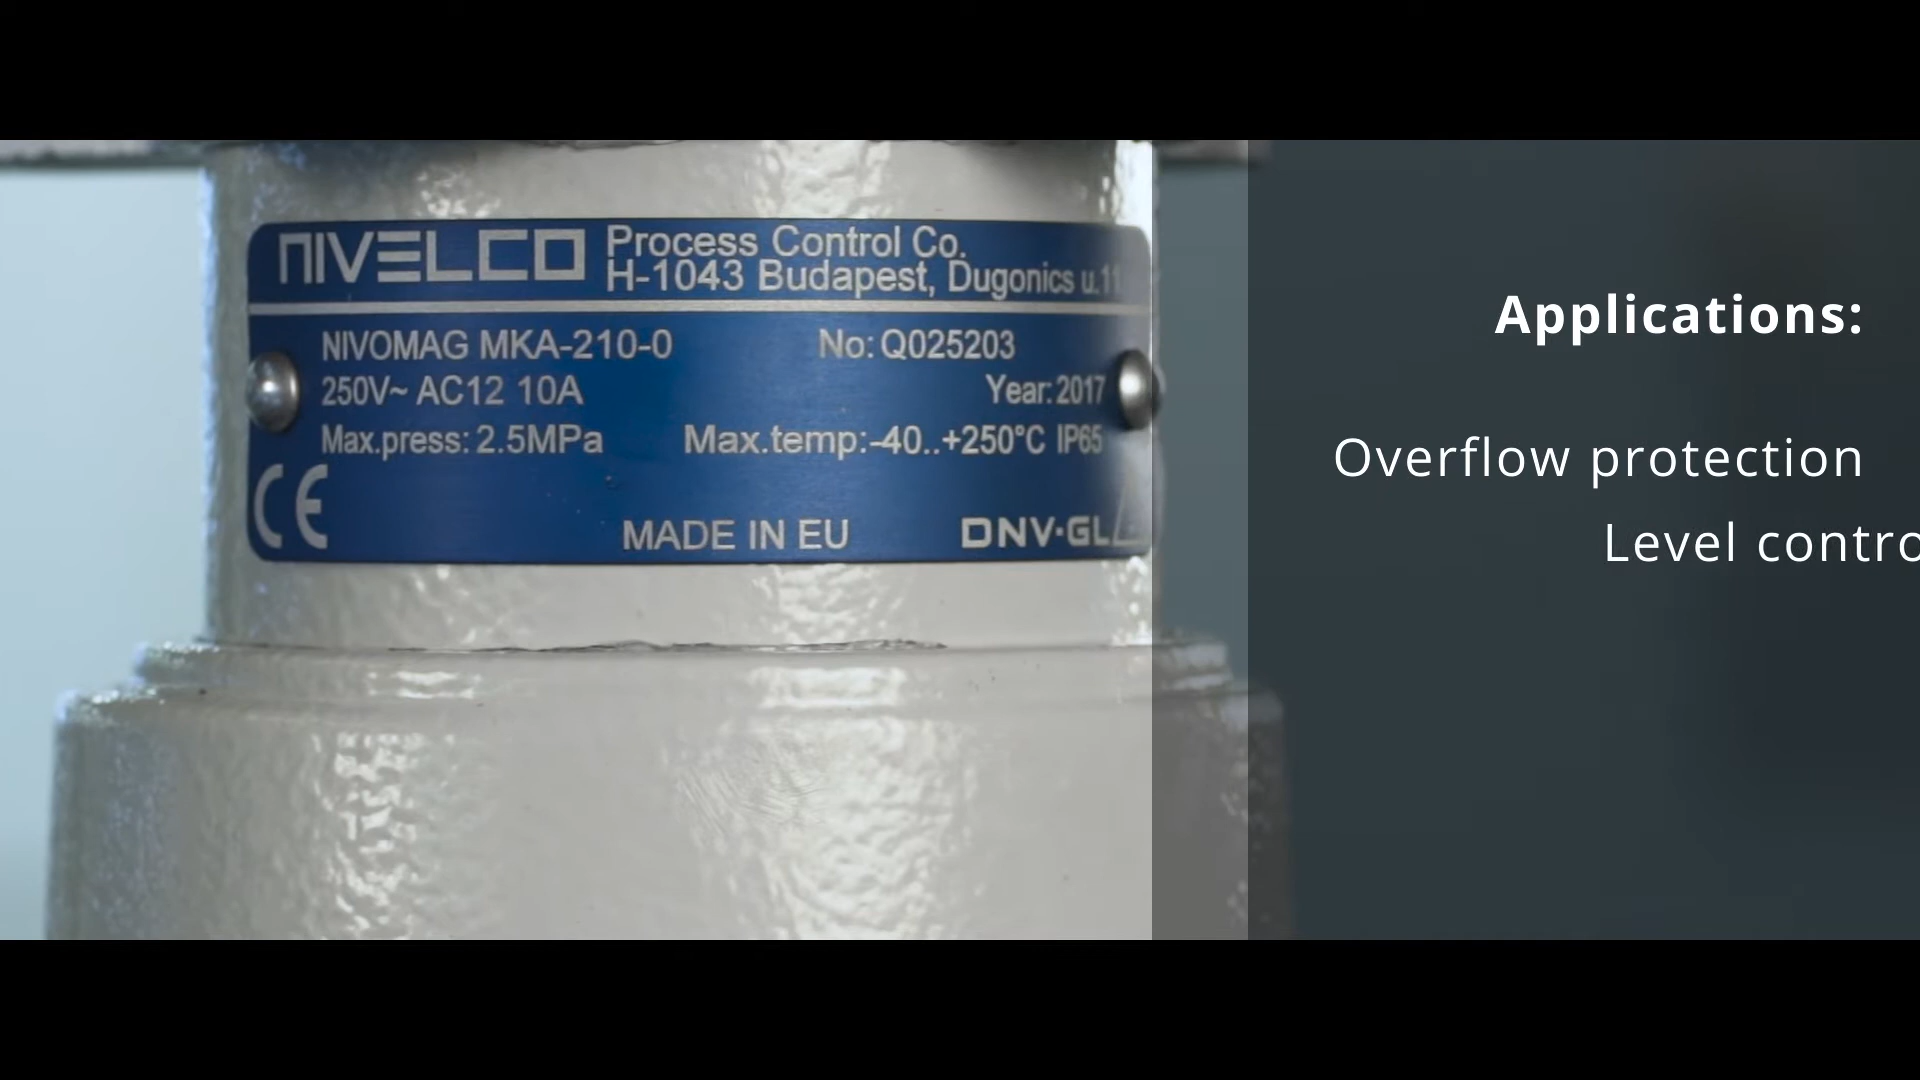 NIVELCO Process Control Co.
H-1043 Budapest, Dugonics u.11
NIVOMAG MKA-210-0 No: Q025203
250V~ AC12 10A Year: 2017
Max.press: 2.5MPa Max.temp:-40..+250°C IP65
CE MADE IN EU DNV·GL
Applications:
Overflow protection
Level contro